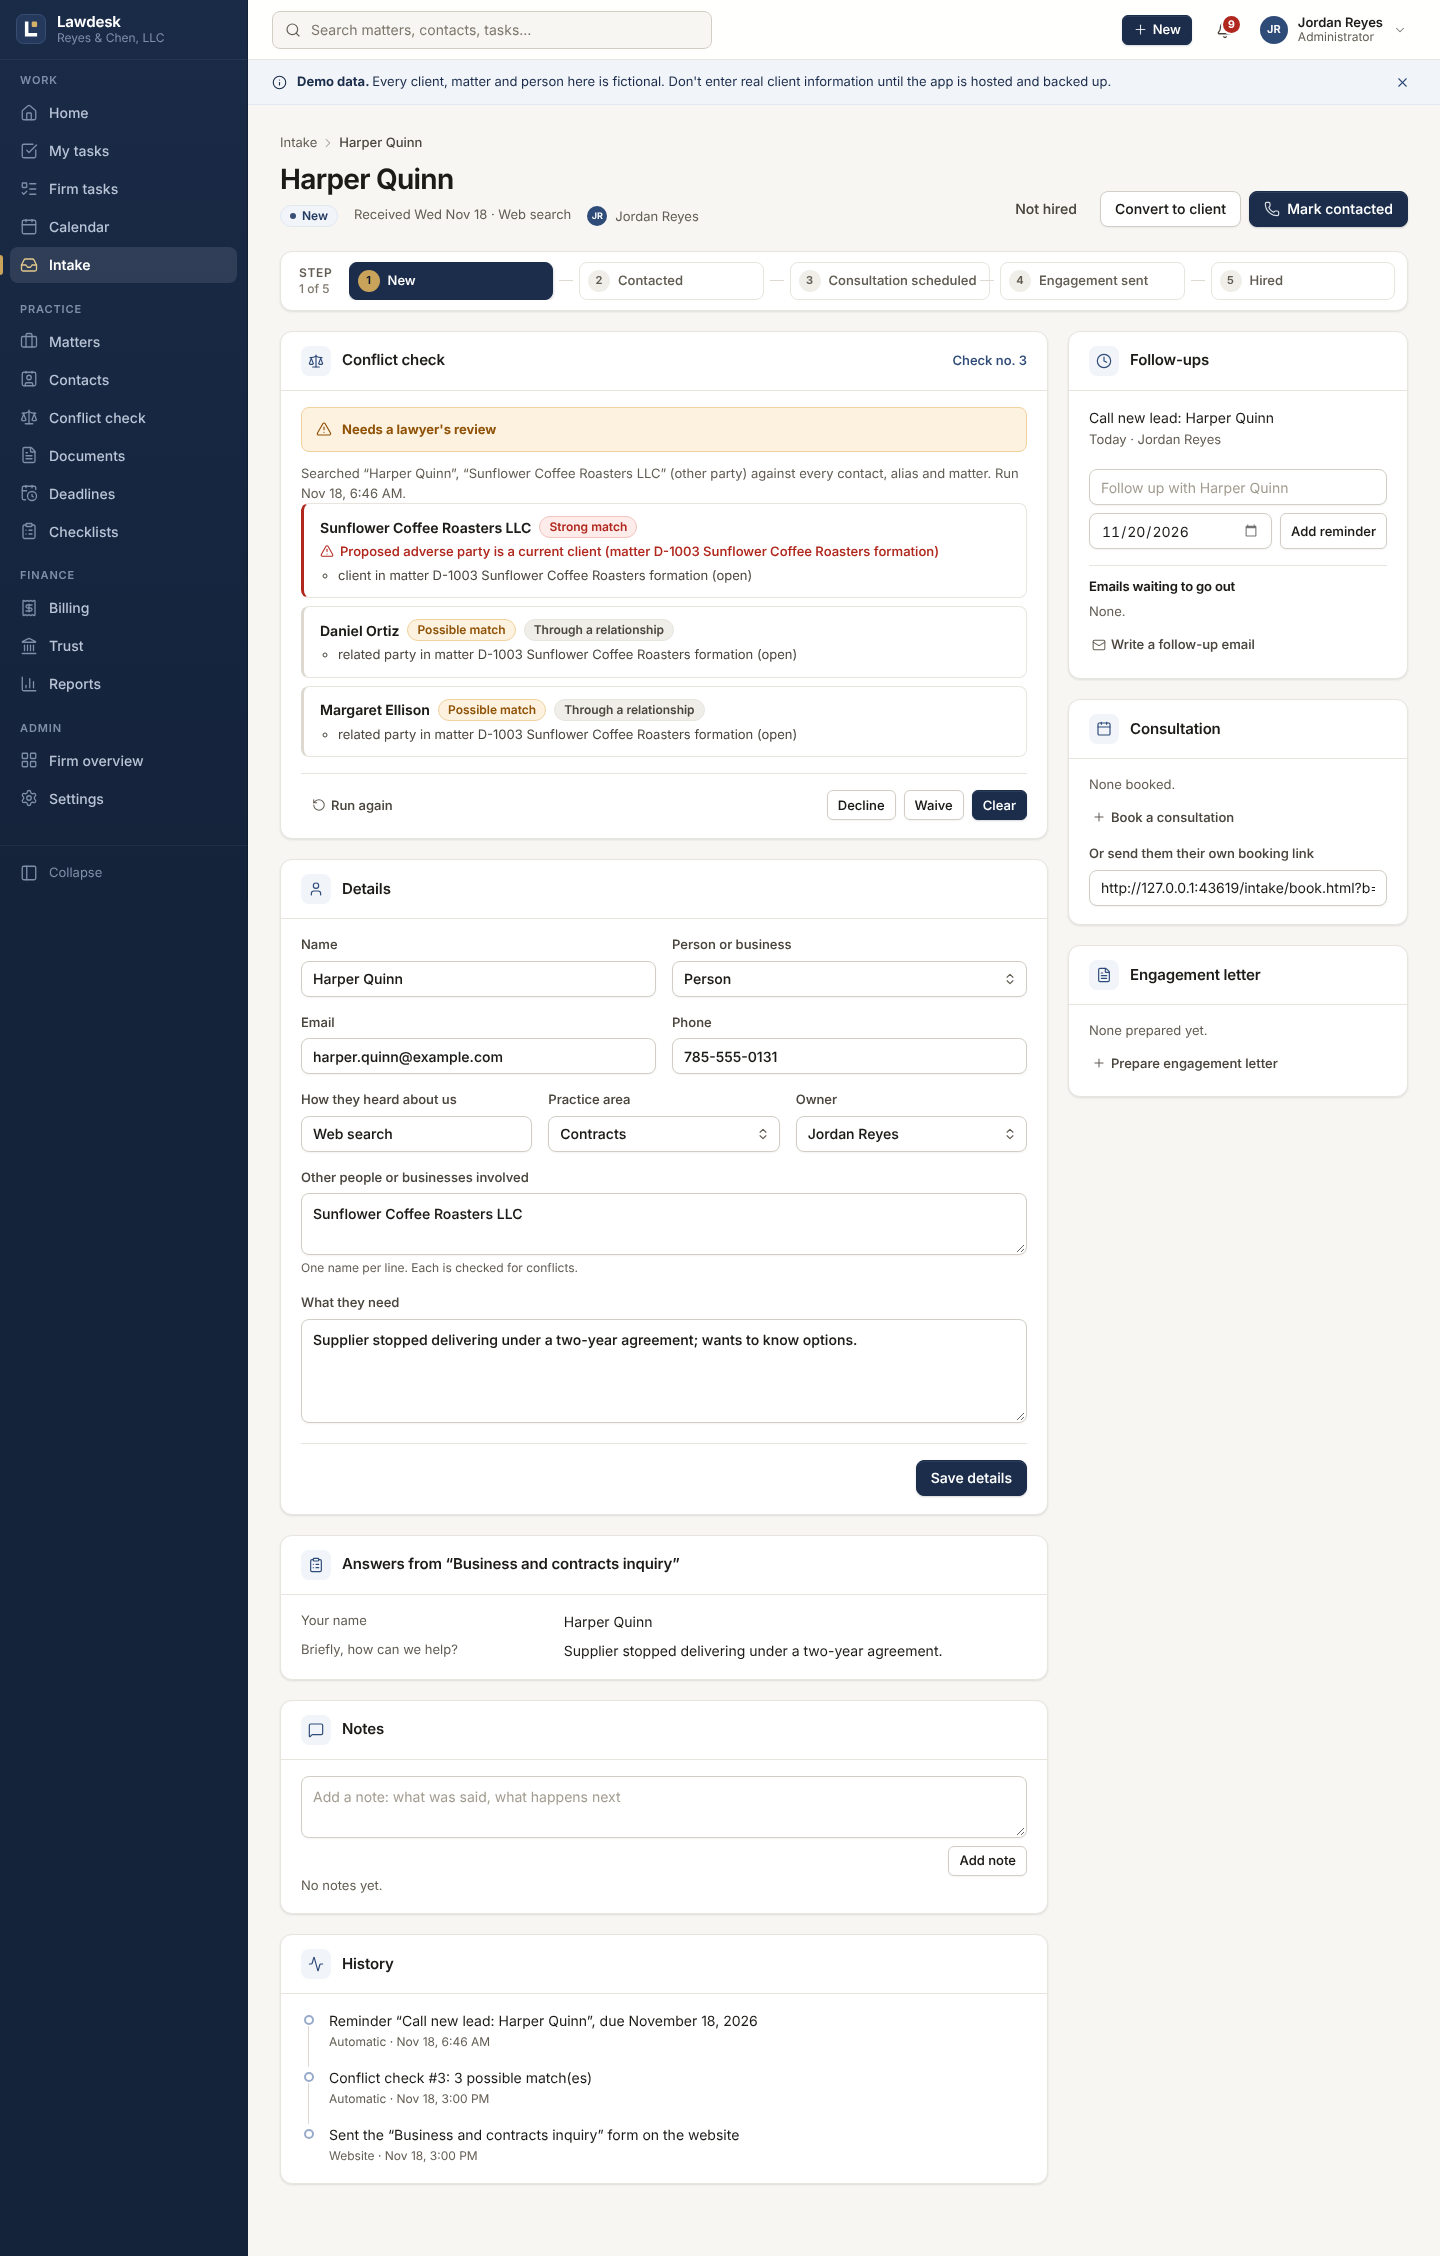 Lawdesk
Reyes & Chen, LLC
WORK
Home
My tasks
Firm tasks
Calendar
Intake
PRACTICE
Matters
Contacts
Conflict check
Documents
Deadlines
Checklists
FINANCE
Billing
Trust
Reports
ADMIN
Firm overview
Settings
Collapse
Search matters, contacts, tasks...
New
9
JR
Jordan Reyes
Administrator
Demo data. Every client, matter and person here is fictional. Don't enter real client information until the app is hosted and backed up.
Intake > Harper Quinn
Harper Quinn
New
Received Wed Nov 18 · Web search
JR
Jordan Reyes
Not hired
Convert to client
Mark contacted
STEP
1 of 5
1 New
2 Contacted
3 Consultation scheduled
4 Engagement sent
5 Hired
Conflict check
Check no. 3
Needs a lawyer's review
Searched “Harper Quinn”, “Sunflower Coffee Roasters LLC” (other party) against every contact, alias and matter. Run
Nov 18, 6:46 AM.
Sunflower Coffee Roasters LLC Strong match
Proposed adverse party is a current client (matter D-1003 Sunflower Coffee Roasters formation)
client in matter D-1003 Sunflower Coffee Roasters formation (open)
Daniel Ortiz Possible match Through a relationship
related party in matter D-1003 Sunflower Coffee Roasters formation (open)
Margaret Ellison Possible match Through a relationship
related party in matter D-1003 Sunflower Coffee Roasters formation (open)
Run again
Decline
Waive
Clear
Details
Name
Harper Quinn
Person or business
Person
Email
harper.quinn@example.com
Phone
785-555-0131
How they heard about us
Web search
Practice area
Contracts
Owner
Jordan Reyes
Other people or businesses involved
Sunflower Coffee Roasters LLC
One name per line. Each is checked for conflicts.
What they need
Supplier stopped delivering under a two-year agreement; wants to know options.
Save details
Answers from “Business and contracts inquiry”
Your name
Harper Quinn
Briefly, how can we help?
Supplier stopped delivering under a two-year agreement.
Notes
Add a note: what was said, what happens next
Add note
No notes yet.
History
Reminder “Call new lead: Harper Quinn”, due November 18, 2026
Automatic · Nov 18, 6:46 AM
Conflict check #3: 3 possible match(es)
Automatic · Nov 18, 3:00 PM
Sent the “Business and contracts inquiry” form on the website
Website · Nov 18, 3:00 PM
Follow-ups
Call new lead: Harper Quinn
Today · Jordan Reyes
Follow up with Harper Quinn
11/20/2026
Add reminder
Emails waiting to go out
None.
Write a follow-up email
Consultation
None booked.
Book a consultation
Or send them their own booking link
http://127.0.0.1:43619/intake/book.html?b=
Engagement letter
None prepared yet.
Prepare engagement letter